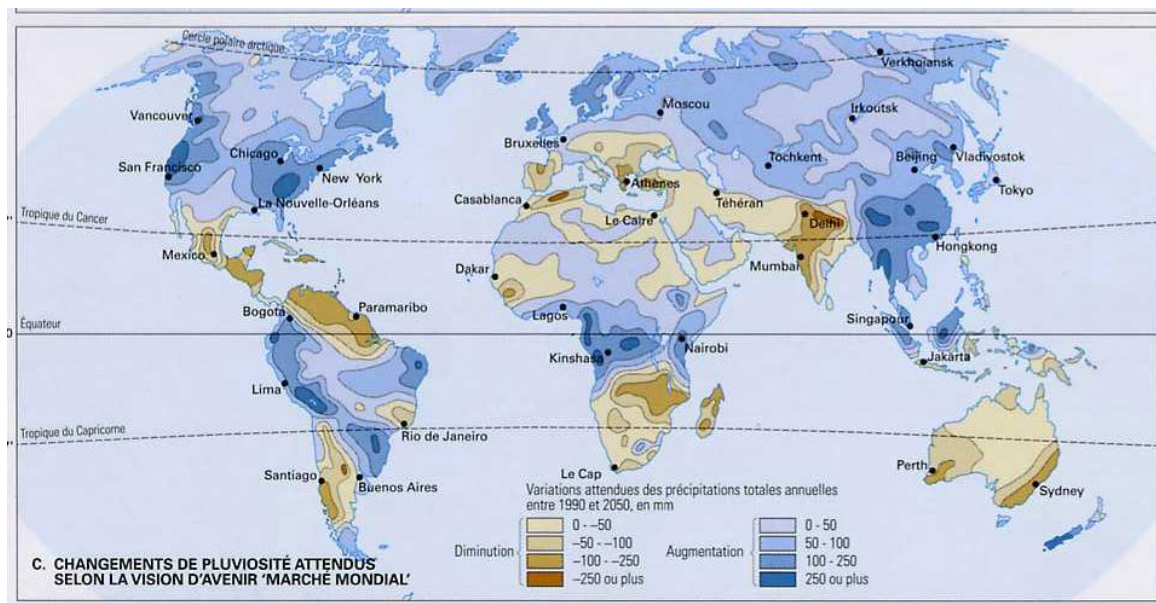 Cercle polaire arctique
Verkhoïansk
Moscou
Irkoutsk
Vancouver
Bruxelles
Chicago
Tochkent
Beijing
Vladivostok
San Francisco
New York
Athènes
Tokyo
Casablanca
Téhéran
La Nouvelle-Orléans
Le Caire
Delhi
Tropique du Cancer
Hongkong
Mexico
Mumbai
Dakar
Paramaribo
Bogotá
Lagos
Singapour
0 Équateur
Nairobi
Kinshasa
Jakarta
Lima
Tropique du Capricorne
Rio de Janeiro
Santiago
Le Cap
Perth
Buenos Aires
Sydney
Variations attendues des précipitations totales annuelles
entre 1990 et 2050, en mm
Diminution
0 - -50
-50 - -100
-100 - -250
-250 ou plus
Augmentation
0 - 50
50 - 100
100 - 250
250 ou plus
C. CHANGEMENTS DE PLUVIOSITÉ ATTENDUS
SELON LA VISION D'AVENIR 'MARCHÉ MONDIAL'